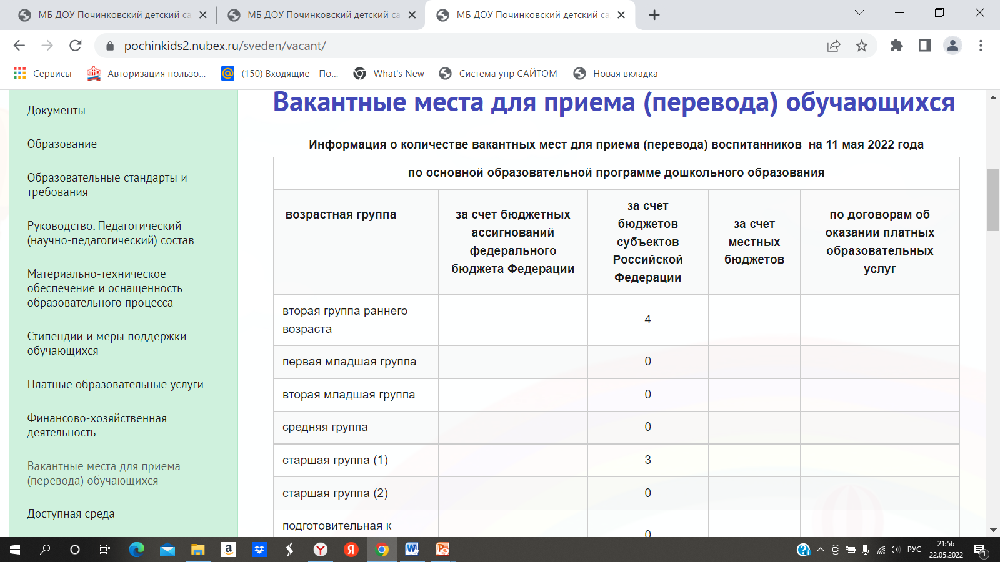 МБ ДОУ Починковский детский са
МБ ДОУ Починковский детский са
МБ ДОУ Починковский детский са
pochinkids2.nubex.ru/sveden/vacant/
Сервисы
Авторизация пользо...
(150) Входящие - По...
What's New
Система упр САЙТОМ
Новая вкладка
Документы
Образование
Образовательные стандарты и
требования
Руководство. Педагогический
(научно-педагогический) состав
Материально-техническое
обеспечение и оснащенность
образовательного процесса
Стипендии и меры поддержки
обучающихся
Платные образовательные услуги
Финансово-хозяйственная
деятельность
Вакантные места для приема
(перевода) обучающихся
Доступная среда
Вакантные места для приема (перевода) обучающихся
Информация о количестве вакантных мест для приема (перевода) воспитанников на 11 мая 2022 года
по основной образовательной программе дошкольного образования
возрастная группа
за счет бюджетных
ассигнований
федерального
бюджета Федерации
за счет
бюджетов
субъектов
Российской
Федерации
за счет
местных
бюджетов
по договорам об
оказании платных
образовательных
услуг
вторая группа раннего
возраста
4
первая младшая группа
0
вторая младшая группа
0
средняя группа
0
старшая группа (1)
3
старшая группа (2)
0
подготовительная к
0
РУС
21:56
22.05.2022
1